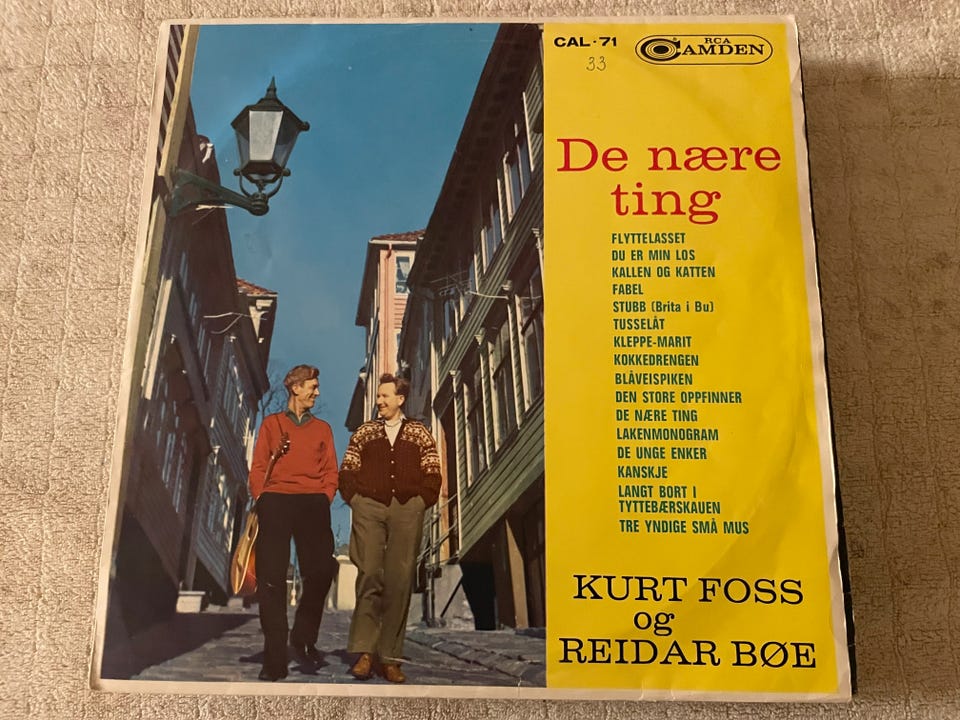 CAL-71
RCA
CAMDEN
33
De nære
ting
FLYTTELASSET
DU ER MIN LOS
KALLEN OG KATTEN
FABEL
STUBB (Brita i Bu)
TUSSELÅT
KLEPPE-MARIT
KOKKEDRENGEN
BLÅVEISPIKEN
DEN STORE OPPFINNER
DE NÆRE TING
LAKENMONOGRAM
DE UNGE ENKER
KANSKJE
LANGT BORT I
TYTTEBÆRSKAUEN
TRE YNDIGE SMÅ MUS
KURT FOSS
og
REIDAR BØE